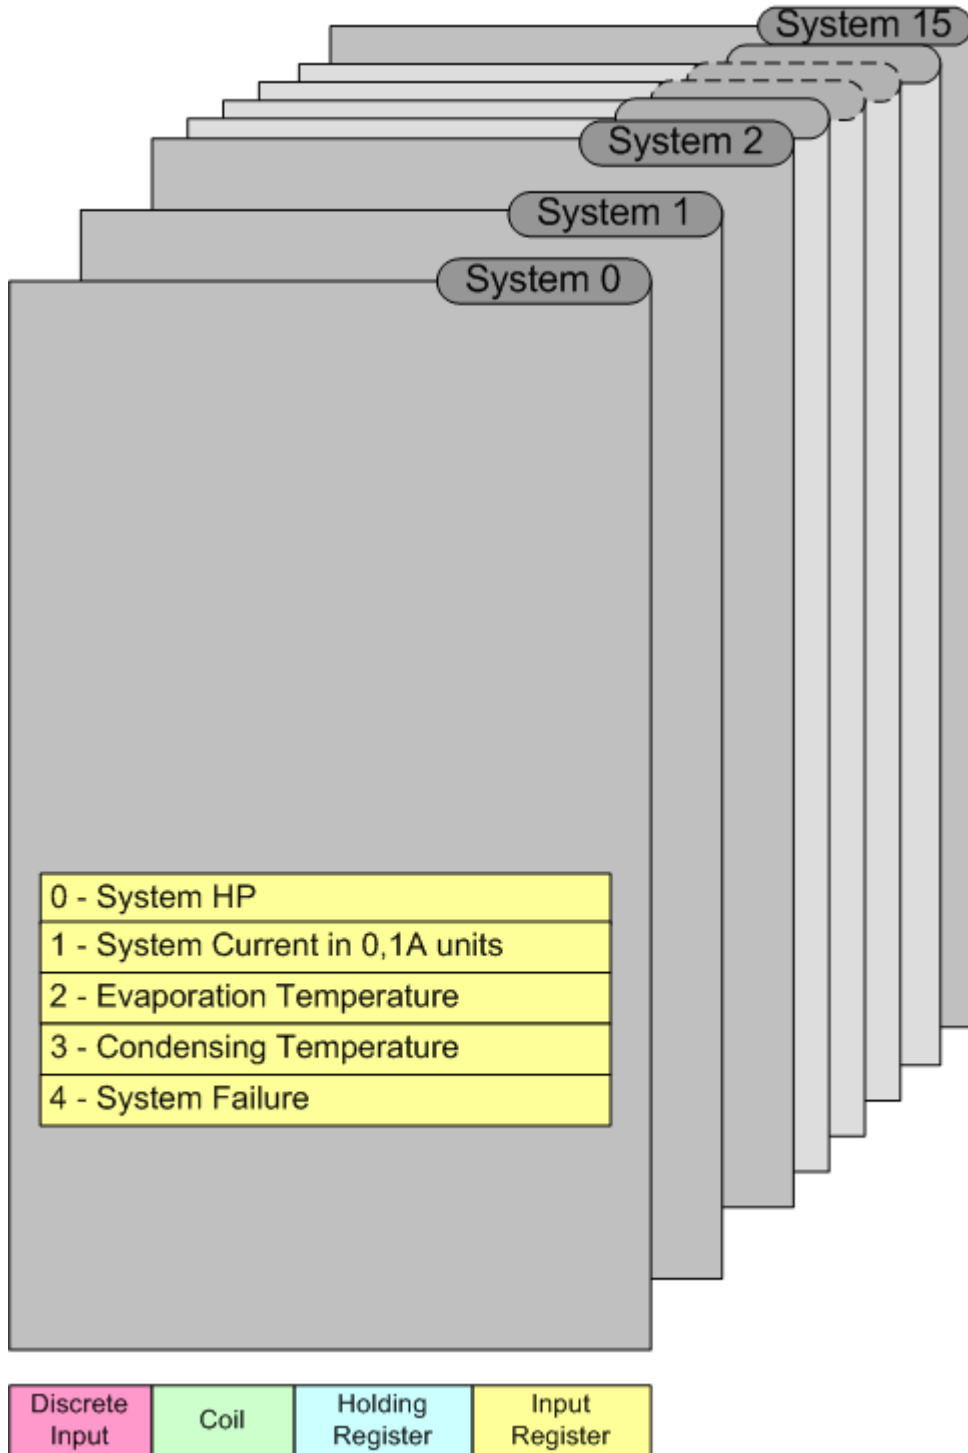 System 15
System 2
System 1
System 0
0 - System HP
1 - System Current in 0,1A units
2 - Evaporation Temperature
3 - Condensing Temperature
4 - System Failure
Discrete
Input
Coil
Holding
Register
Input
Register